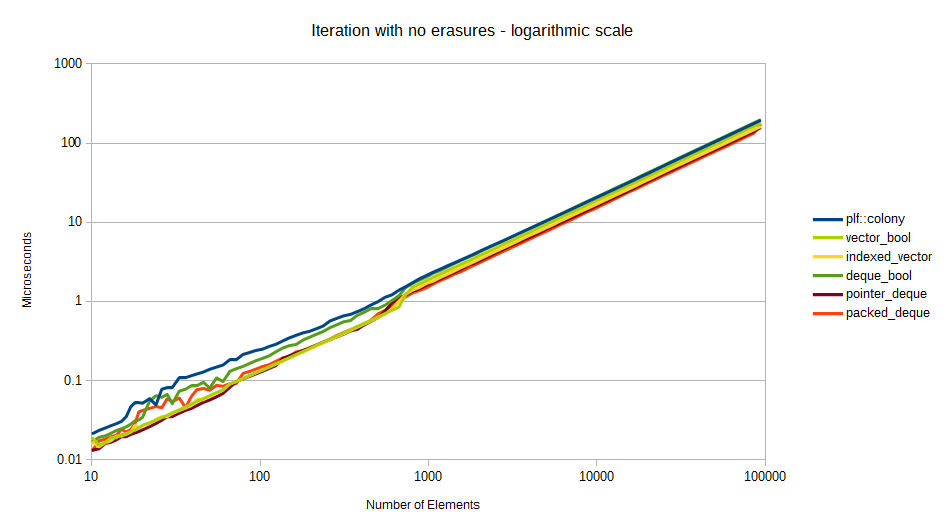 Iteration with no erasures - logarithmic scale
1000
100
10
1
0.1
0.01
10
100
1000
10000
100000
Microseconds
Number of Elements
plf::colony
vector_bool
indexed_vector
deque_bool
pointer_deque
packed_deque